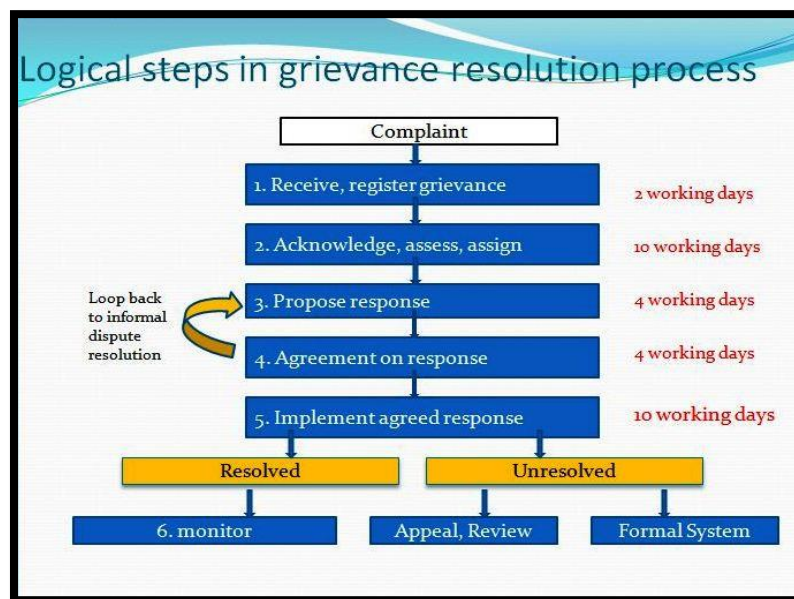 Logical steps in grievance resolution process
Complaint
1. Receive, register grievance
2 working days
2. Acknowledge, assess, assign
10 working days
Loop back
to informal
dispute
resolution
3. Propose response
4 working days
4. Agreement on response
4 working days
5. Implement agreed response
10 working days
Resolved
Unresolved
6. monitor
Appeal, Review
Formal System